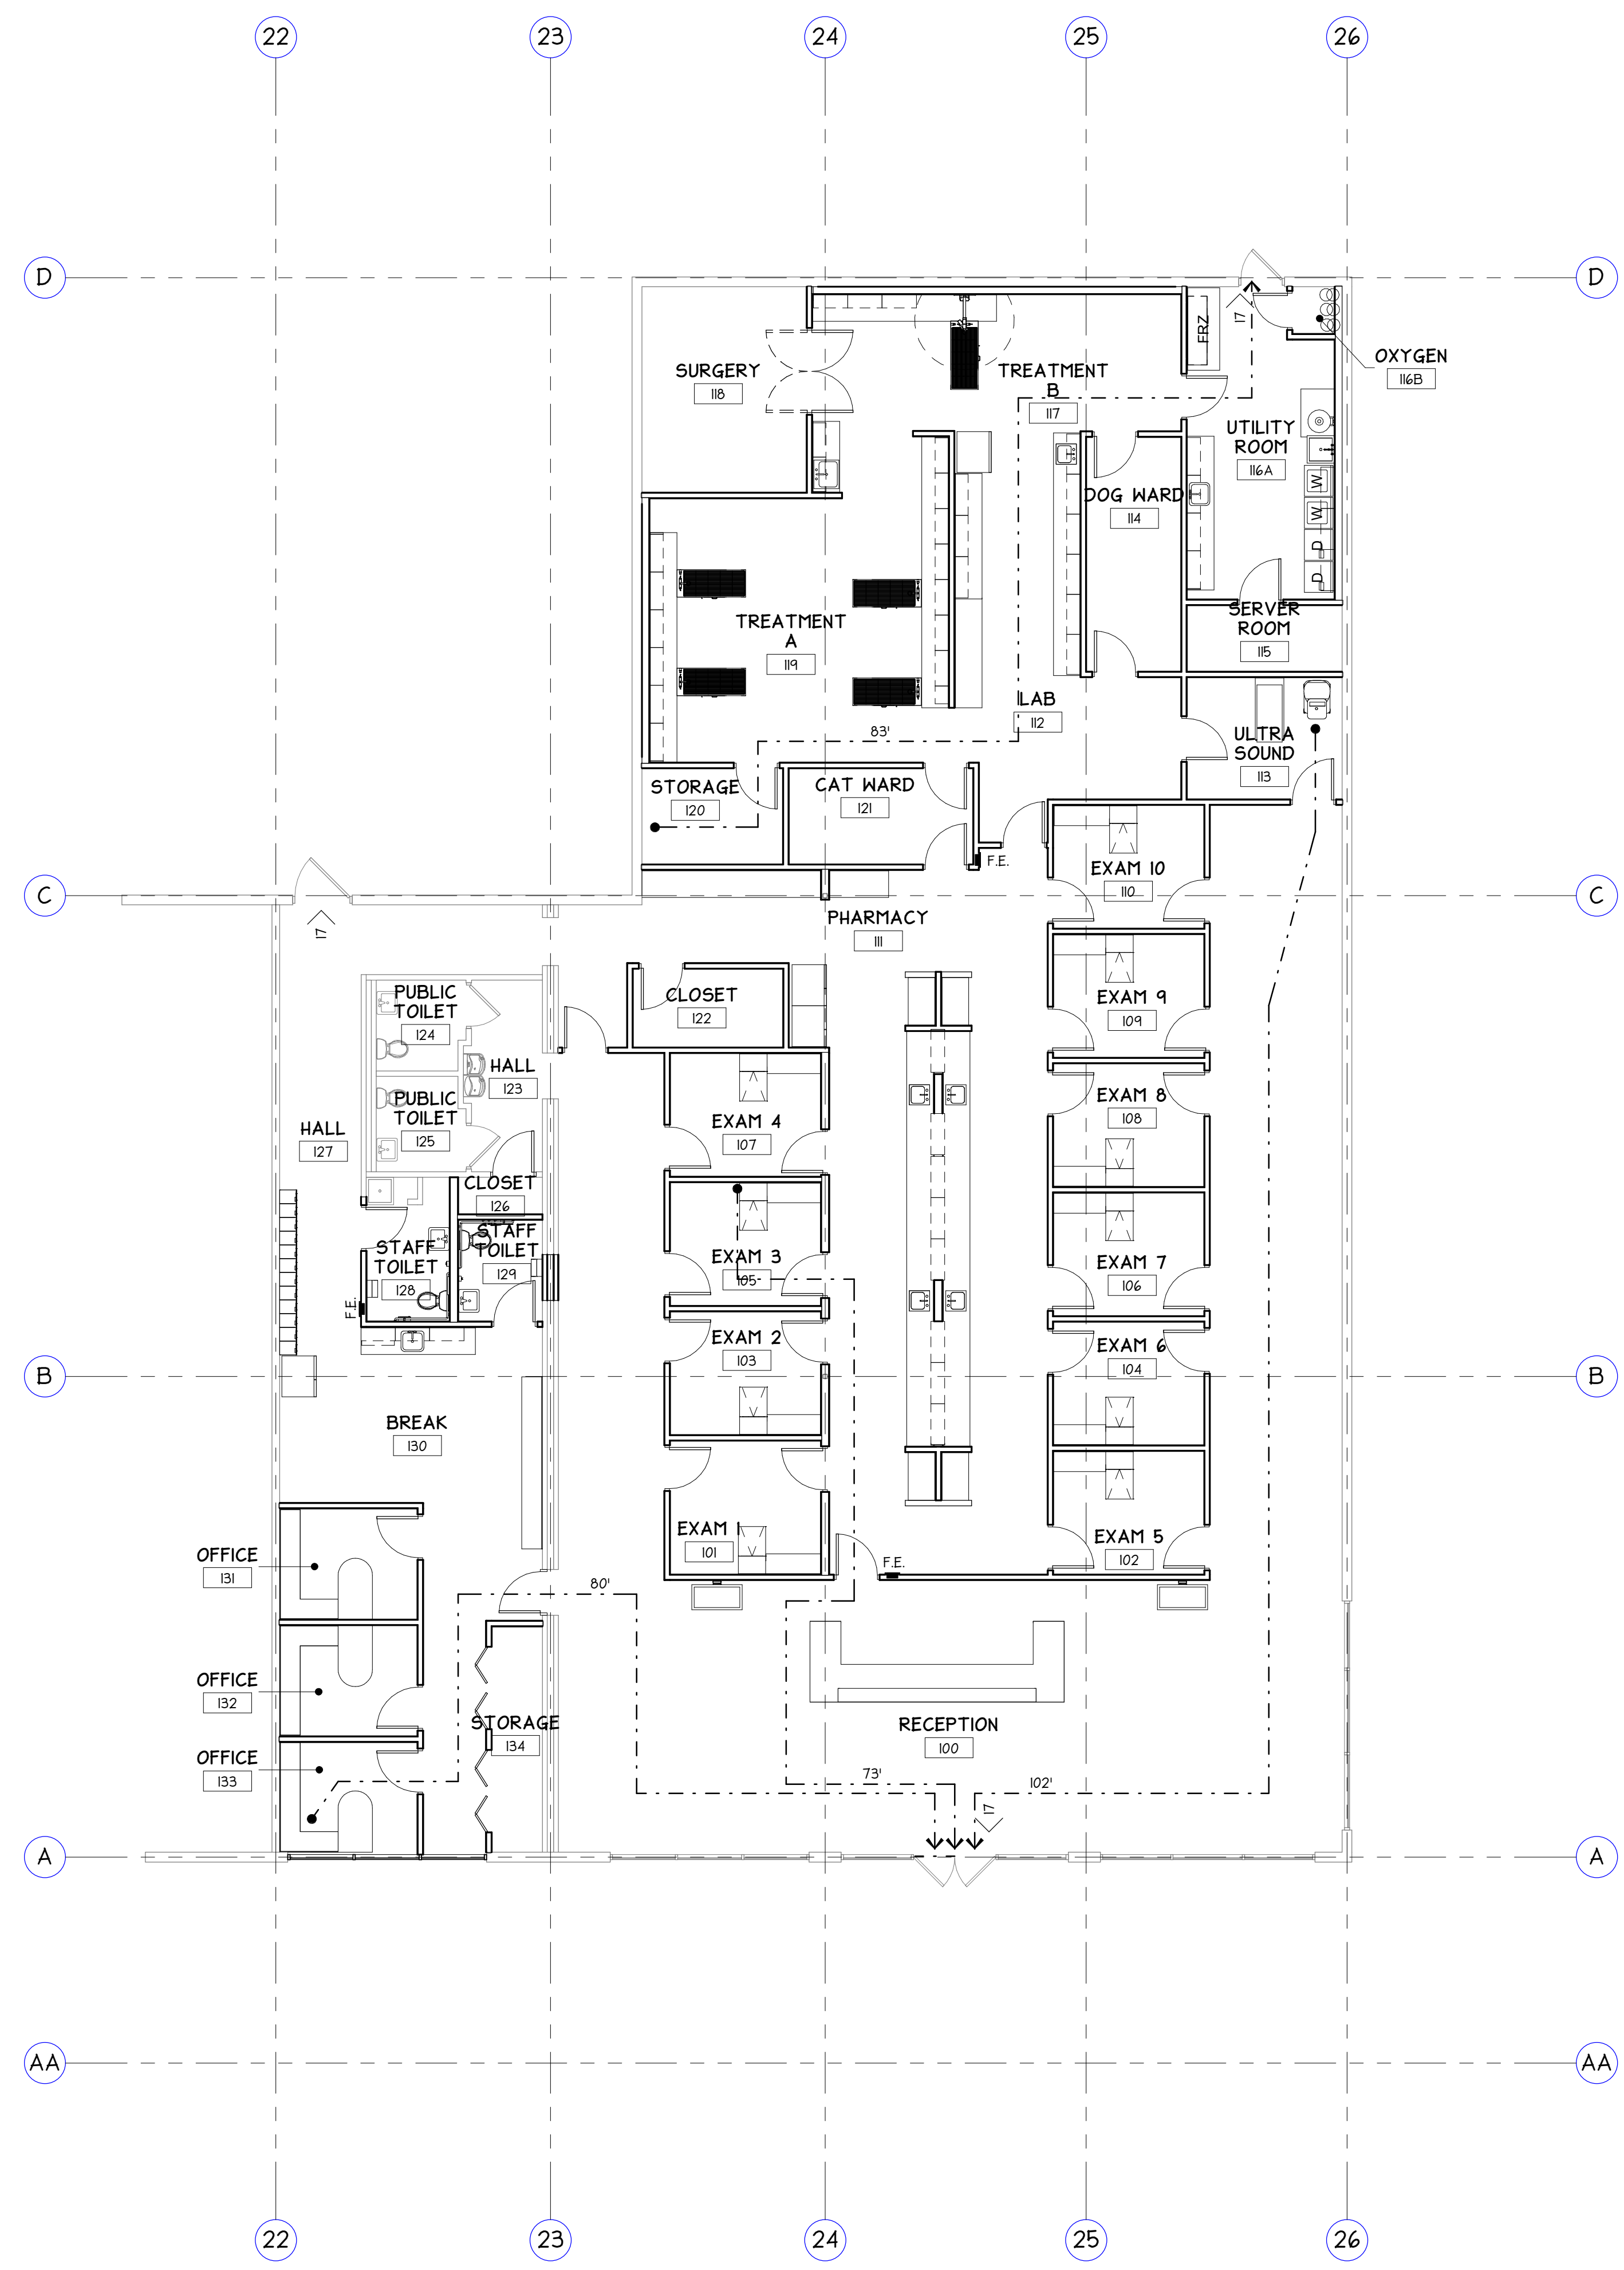 22 23 24 25 26
D D
FRZ
17
OXYGEN
116B
SURGERY
118
TREATMENT
B
117
UTILITY
ROOM
116A
W
W
D
D
DOG WARD
114
SERVER
ROOM
115
TREATMENT
A
119
LAB
112
83'
ULTRA
SOUND
113
STORAGE
120
CAT WARD
121
F.E.
EXAM 10
110
C C
17
PHARMACY
111
PUBLIC
TOILET
124
CLOSET
122
EXAM 9
109
HALL
123
PUBLIC
TOILET
125
HALL
127
EXAM 4
107
EXAM 8
108
CLOSET
126
STAFF
TOILET
128
STAFF
TOILET
129
F.E.
EXAM 3
105
EXAM 7
106
EXAM 2
103
EXAM 6
104
B B
BREAK
130
EXAM 1
101
EXAM 5
102
F.E.
OFFICE
131
80'
OFFICE
132
STORAGE
134
RECEPTION
100
OFFICE
133
73'
102'
17
A A
AA AA
22 23 24 25 26